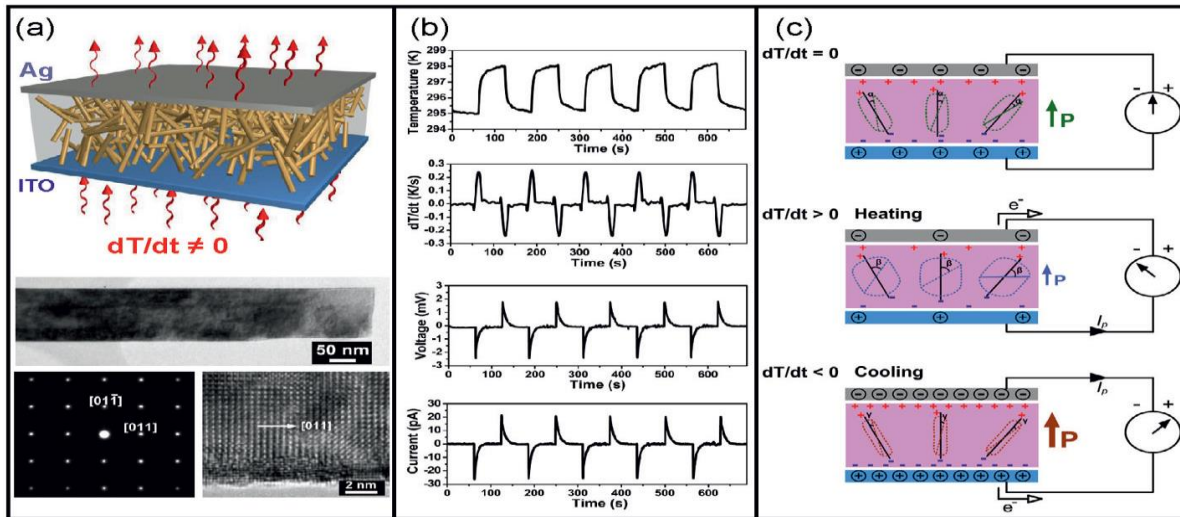 (a)
Ag
ITO
dT/dt ≠ 0
50 nm
[011̄]
[011]
[011]
2 nm
(b)
Temperature (K)
299
298
297
296
295
294
0 100 200 300 400 500 600
Time (s)
dT/dt (K/s)
0.3
0.2
0.1
0.0
-0.1
-0.2
-0.3
0 100 200 300 400 500 600
Time (s)
Voltage (mV)
3
2
1
0
-1
-2
-3
0 100 200 300 400 500 600
Time (s)
Current (pA)
30
20
10
0
-10
-20
-30
0 100 200 300 400 500 600
Time (s)
(c)
dT/dt = 0
α α α
P
- +
dT/dt > 0 Heating
e⁻
β β β
P
- +
Ip
dT/dt < 0 Cooling
Ip
γ γ γ
P
- +
e⁻